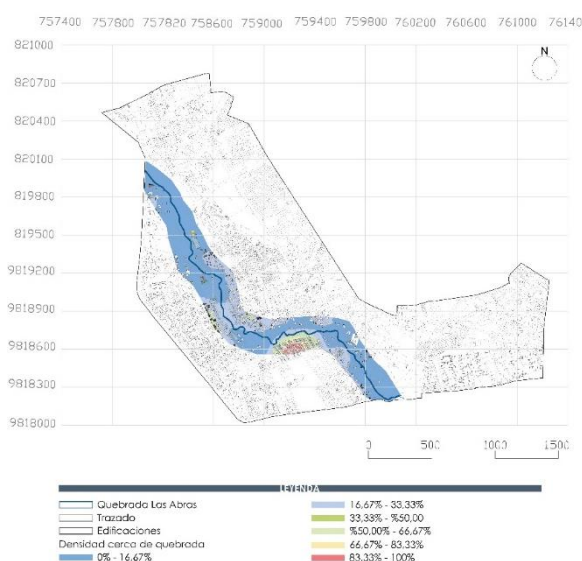 757400 757800 758600 759000 759400 759800 760200 760600 761000 76140
821000
820700
820400
820100
819800
819500
9819200
9818900
9818600
9818300
9818000
N
0 500 1000 1500
LEYENDA
Quebrada Las Abras
Trazado
Edificaciones
Densidad cerca de quebrada
0% - 16,67%
16,67% - 33,33%
33,33% - %50,00
%50,00% - 66,67%
66,67% - 83,33%
83,33% - 100%